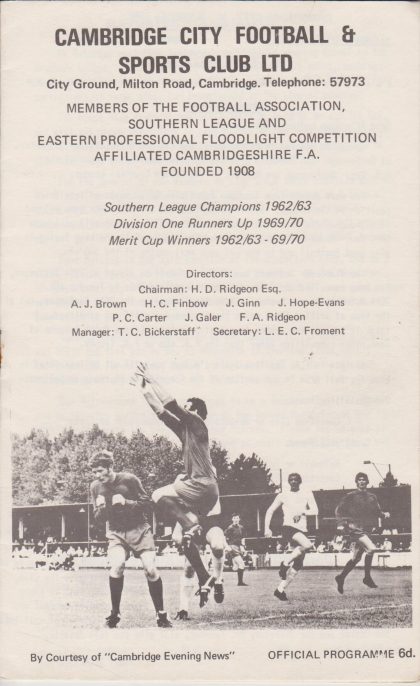 CAMBRIDGE CITY FOOTBALL &
SPORTS CLUB LTD
City Ground, Milton Road, Cambridge. Telephone: 57973
MEMBERS OF THE FOOTBALL ASSOCIATION,
SOUTHERN LEAGUE AND
EASTERN PROFESSIONAL FLOODLIGHT COMPETITION
AFFILIATED CAMBRIDGESHIRE F.A.
FOUNDED 1908
Southern League Champions 1962/63
Division One Runners Up 1969/70
Merit Cup Winners 1962/63 - 69/70
Directors:
Chairman: H. D. Ridgeon Esq.
A. J. Brown H. C. Finbow J. Ginn J. Hope-Evans
P. C. Carter J. Galer F. A. Ridgeon
Manager: T. C. Bickerstaff Secretary: L. E. C. Froment
By Courtesy of "Cambridge Evening News" OFFICIAL PROGRAMME 6d.